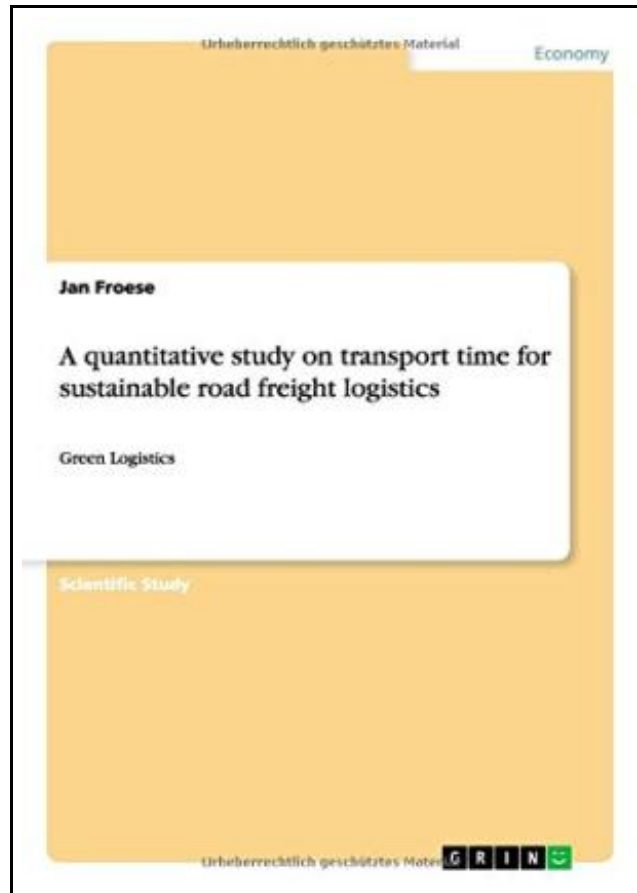 Urheberrechtlich geschütztes Material
Economy
Jan Froese
A quantitative study on transport time for
sustainable road freight logistics
Green Logistics
Scientific Study
Urheberrechtlich geschütztes Mater
GRIN